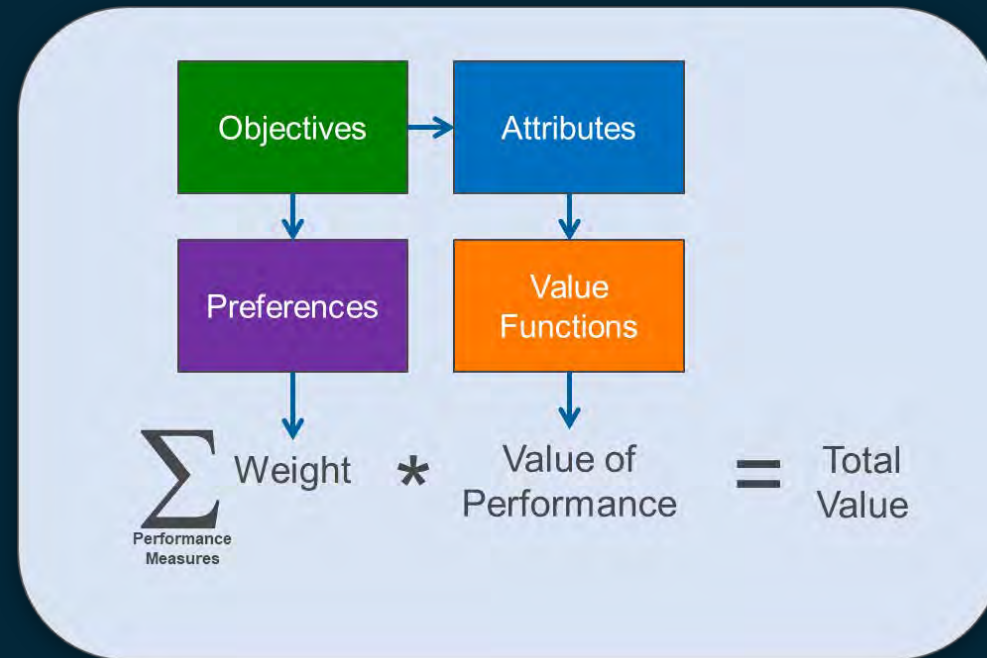 Objectives
Attributes
Preferences
Value
Functions
∑ Weight * Value of
Performance = Total
Value
Performance
Measures